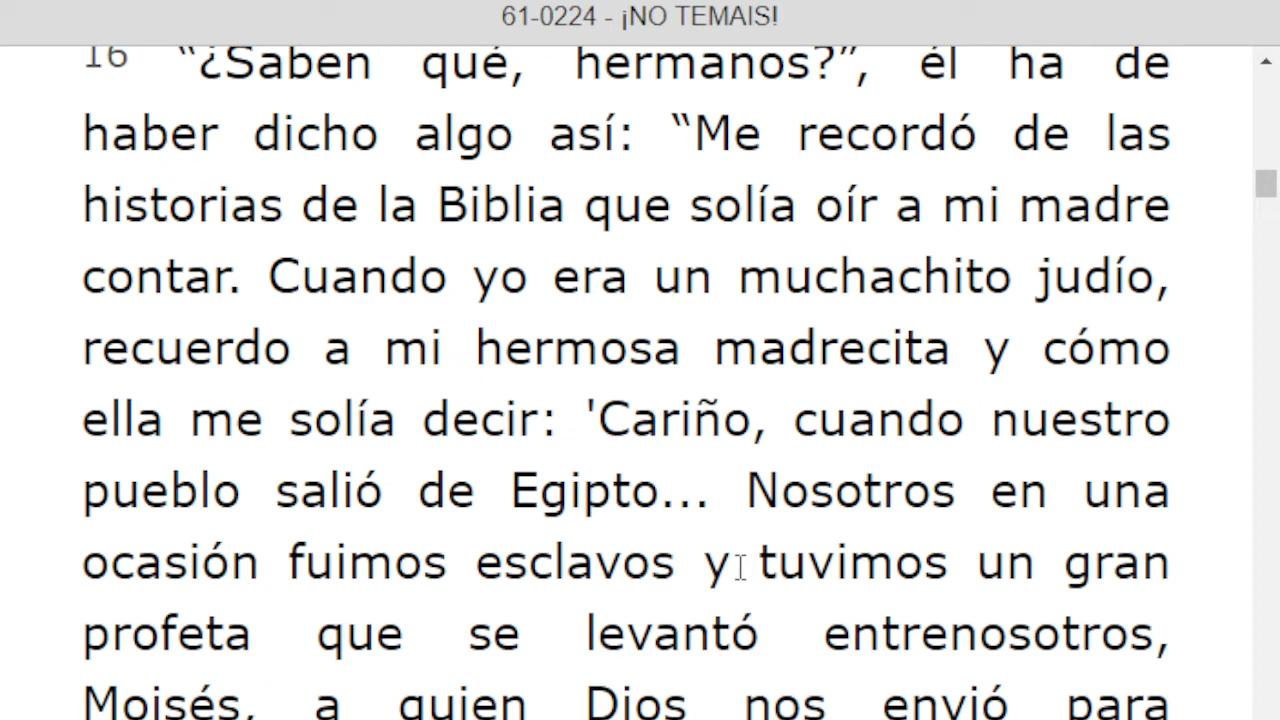 61-0224 - ¡NO TEMAIS!
16 “¿Saben qué, hermanos?”, él ha de
haber dicho algo así: “Me recordó de las
historias de la Biblia que solía oír a mi madre
contar. Cuando yo era un muchachito judío,
recuerdo a mi hermosa madrecita y cómo
ella me solía decir: 'Cariño, cuando nuestro
pueblo salió de Egipto... Nosotros en una
ocasión fuimos esclavos y tuvimos un gran
profeta que se levantó entrenosotros,
Moisés, a quien Dios nos envió para